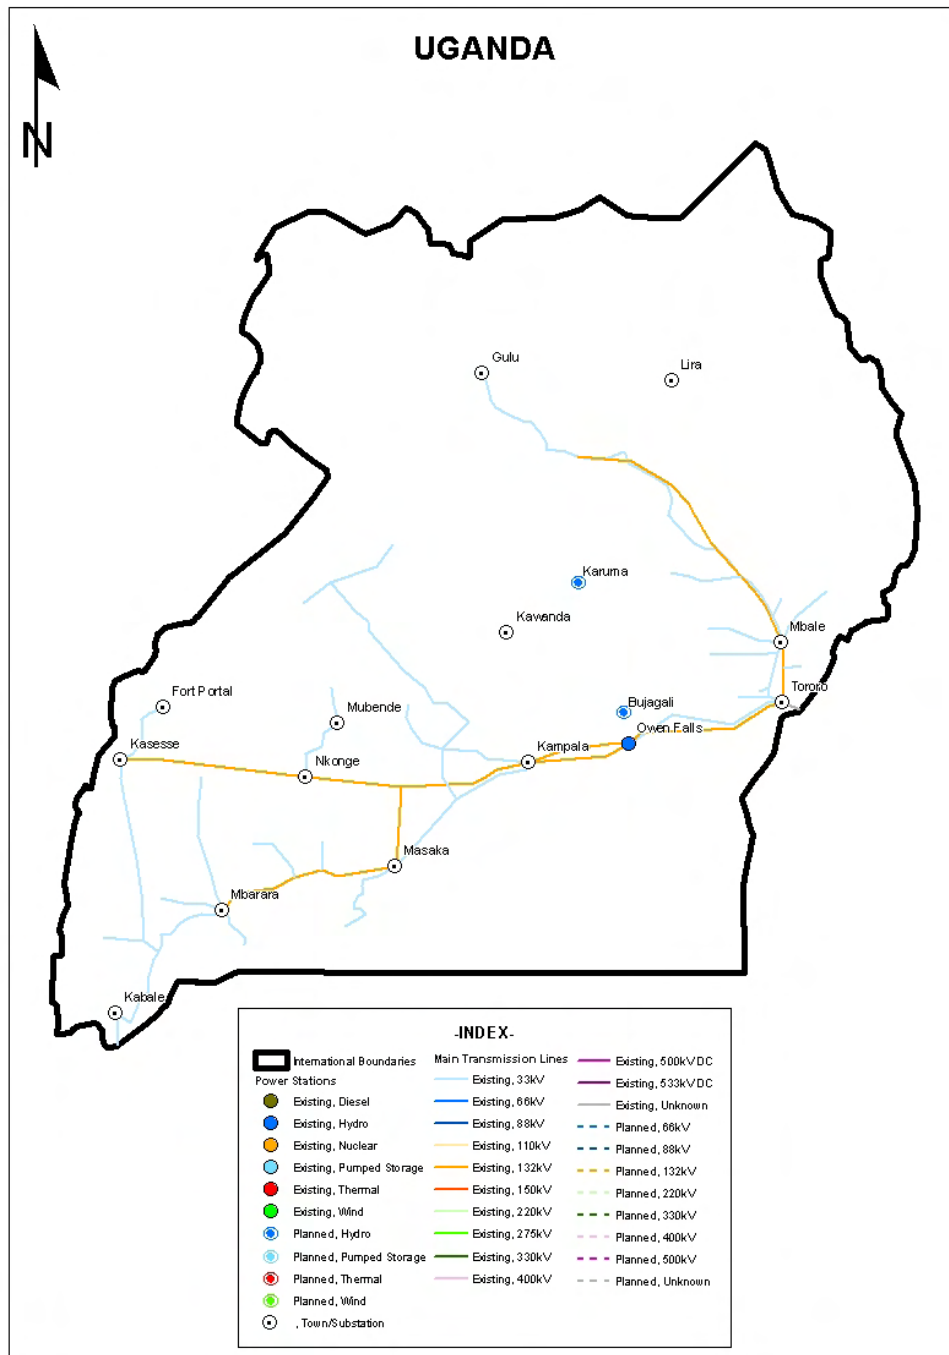 UGANDA
N
Gulu
Lira
Karuma
Kawanda
Mbale
Fort Portal
Mubende
Bujagali
Tororo
Owen Falls
Kasesse
Nkonge
Kampala
Masaka
Mbarara
Kabale
-INDEX-
International Boundaries
Power Stations
Existing, Diesel
Existing, Hydro
Existing, Nuclear
Existing, Pumped Storage
Existing, Thermal
Existing, Wind
Planned, Hydro
Planned, Pumped Storage
Planned, Thermal
Planned, Wind
, Town/Substation
Main Transmission Lines
Existing, 33kV
Existing, 66kV
Existing, 88kV
Existing, 110kV
Existing, 132kV
Existing, 150kV
Existing, 220kV
Existing, 275kV
Existing, 330kV
Existing, 400kV
Existing, 500kV DC
Existing, 533kV DC
Existing, Unknown
Planned, 66kV
Planned, 88kV
Planned, 132kV
Planned, 220kV
Planned, 330kV
Planned, 400kV
Planned, 500kV
Planned, Unknown